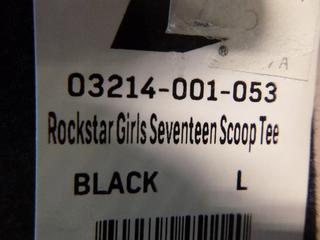 03214-001-053
Rockstar Girls Seventeen Scoop Tee
BLACK L